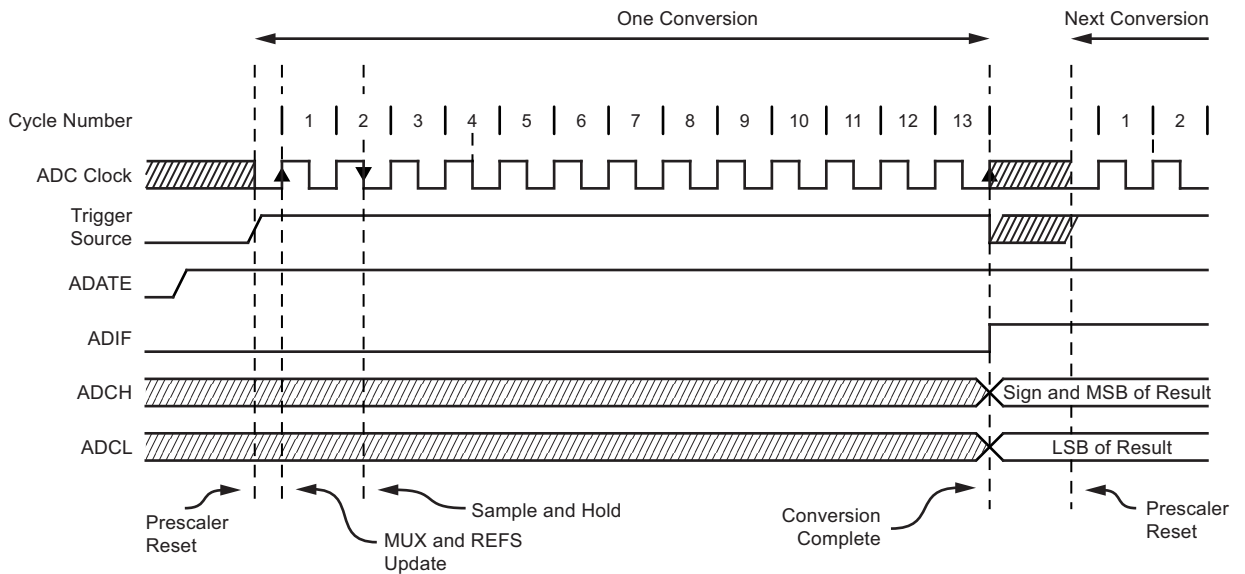 One Conversion
Next Conversion
Cycle Number
1 2 3 4 5 6 7 8 9 10 11 12 13 1 2
ADC Clock
Trigger
Source
ADATE
ADIF
ADCH
Sign and MSB of Result
ADCL
LSB of Result
Prescaler
Reset
MUX and REFS
Update
Sample and Hold
Conversion
Complete
Prescaler
Reset